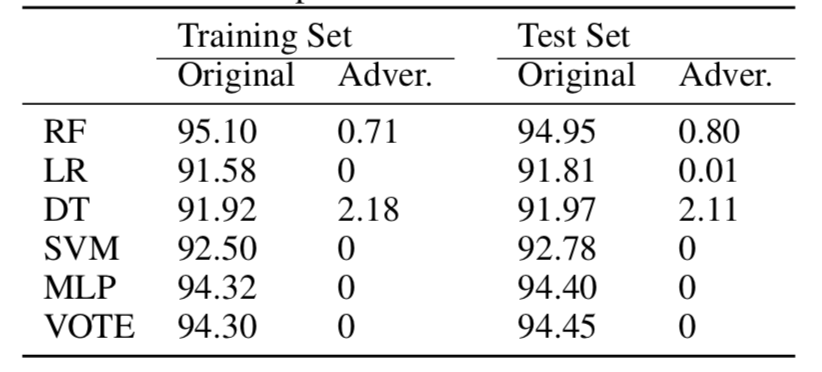 Training Set Test Set
Original Adver. Original Adver.
RF 95.10 0.71 94.95 0.80
LR 91.58 0 91.81 0.01
DT 91.92 2.18 91.97 2.11
SVM 92.50 0 92.78 0
MLP 94.32 0 94.40 0
VOTE 94.30 0 94.45 0